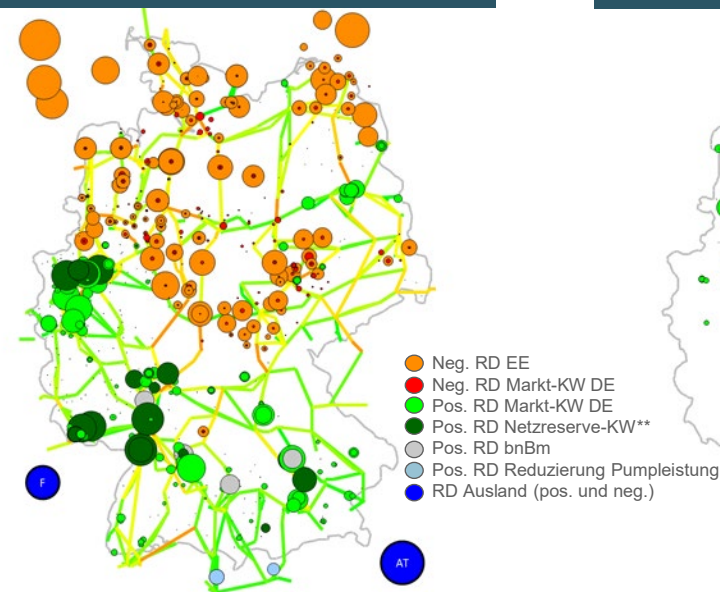 Neg. RD EE
Neg. RD Markt-KW DE
Pos. RD Markt-KW DE
Pos. RD Netzreserve-KW**
Pos. RD bnBm
Pos. RD Reduzierung Pumpleistung
RD Ausland (pos. und neg.)
F
AT